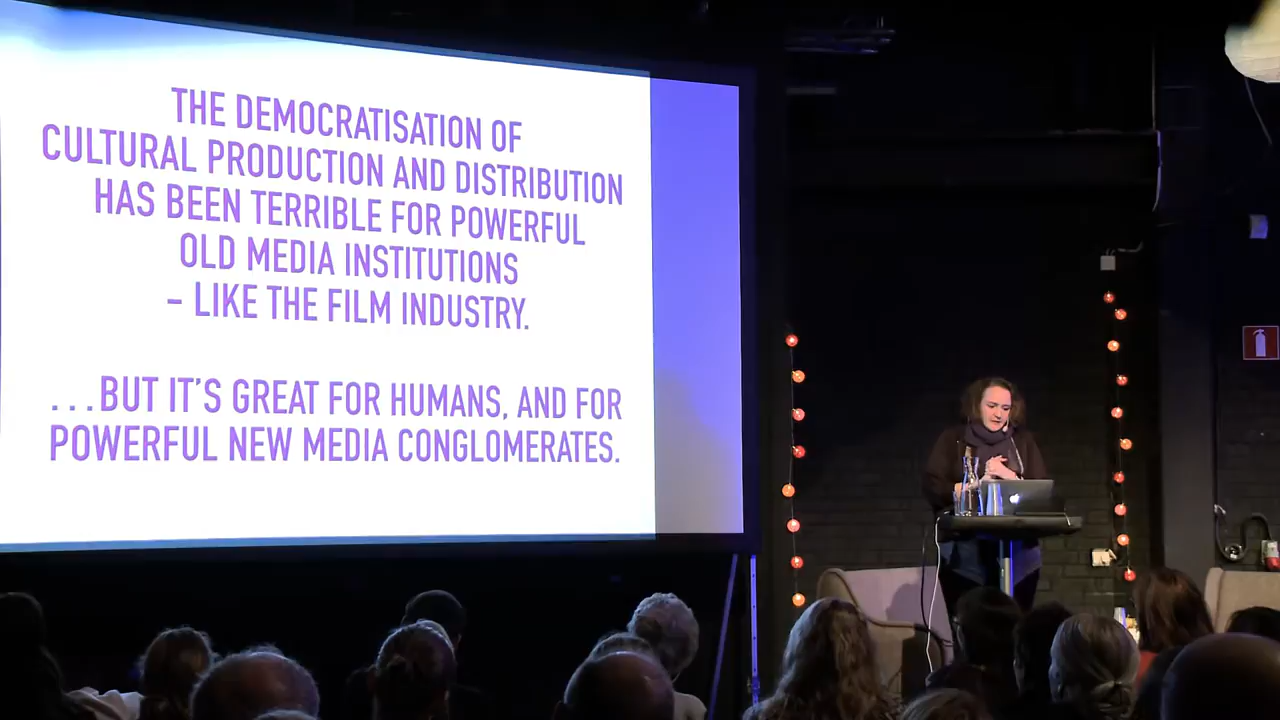 THE DEMOCRATISATION OF
CULTURAL PRODUCTION AND DISTRIBUTION
HAS BEEN TERRIBLE FOR POWERFUL
OLD MEDIA INSTITUTIONS
– LIKE THE FILM INDUSTRY.
...BUT IT'S GREAT FOR HUMANS, AND FOR
POWERFUL NEW MEDIA CONGLOMERATES.